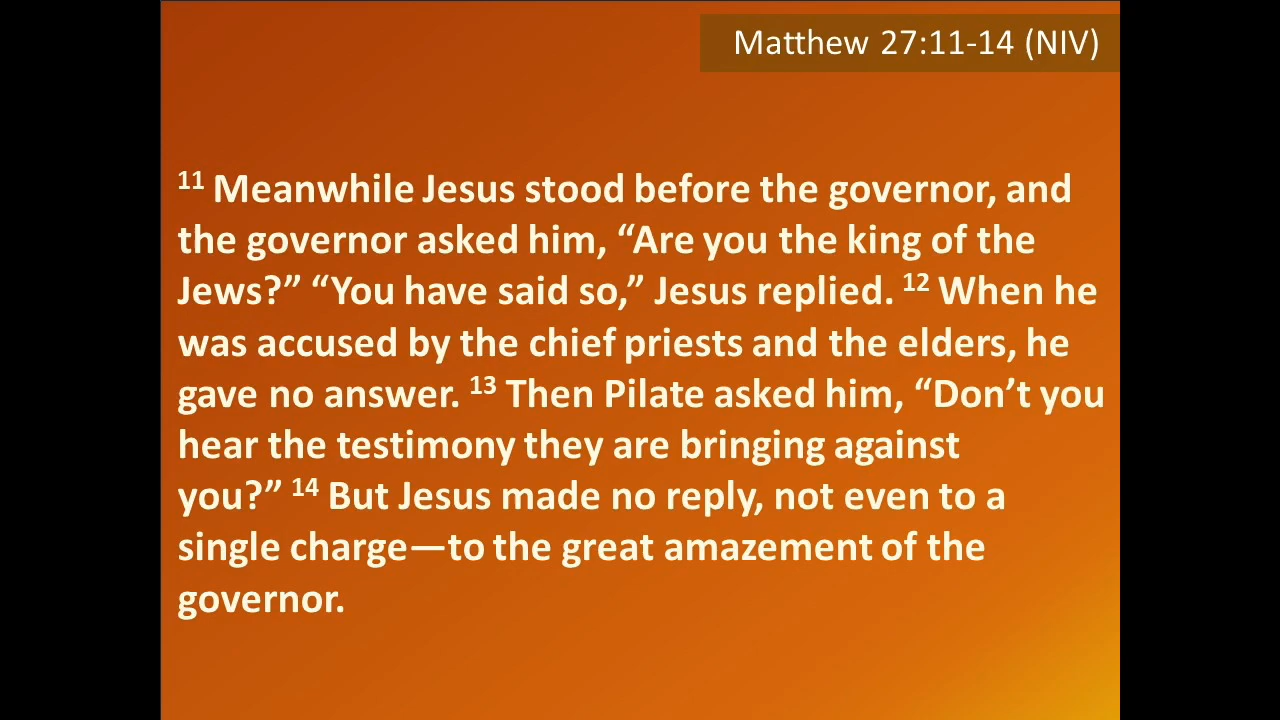 Matthew 27:11-14 (NIV)
11 Meanwhile Jesus stood before the governor, and
the governor asked him, “Are you the king of the
Jews?” “You have said so,” Jesus replied. 12 When he
was accused by the chief priests and the elders, he
gave no answer. 13 Then Pilate asked him, “Don’t you
hear the testimony they are bringing against
you?” 14 But Jesus made no reply, not even to a
single charge—to the great amazement of the
governor.